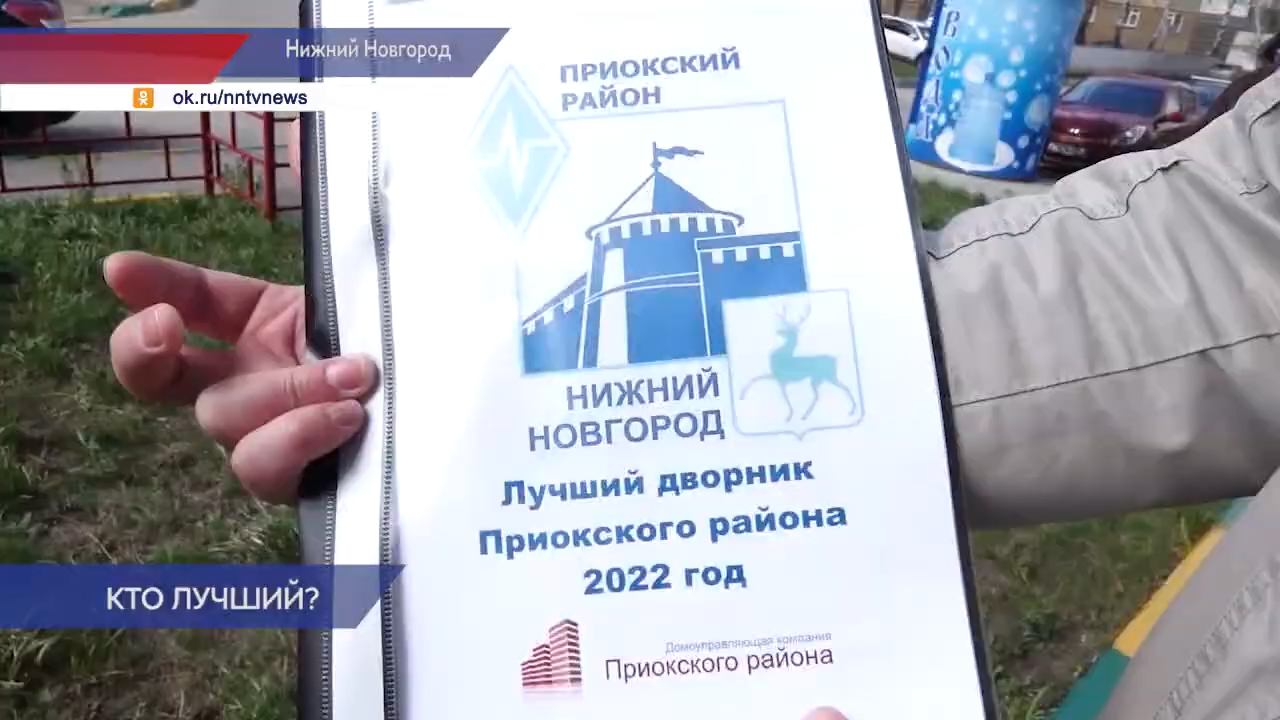 Нижний Новгород
ok.ru/nntvnews
ПРИОКСКИЙ
РАЙОН
ВОДА
НИЖНИЙ
НОВГОРОД
Лучший дворник
Приокского района
2022 год
КТО ЛУЧШИЙ?
Домоуправляющая компания
Приокского района